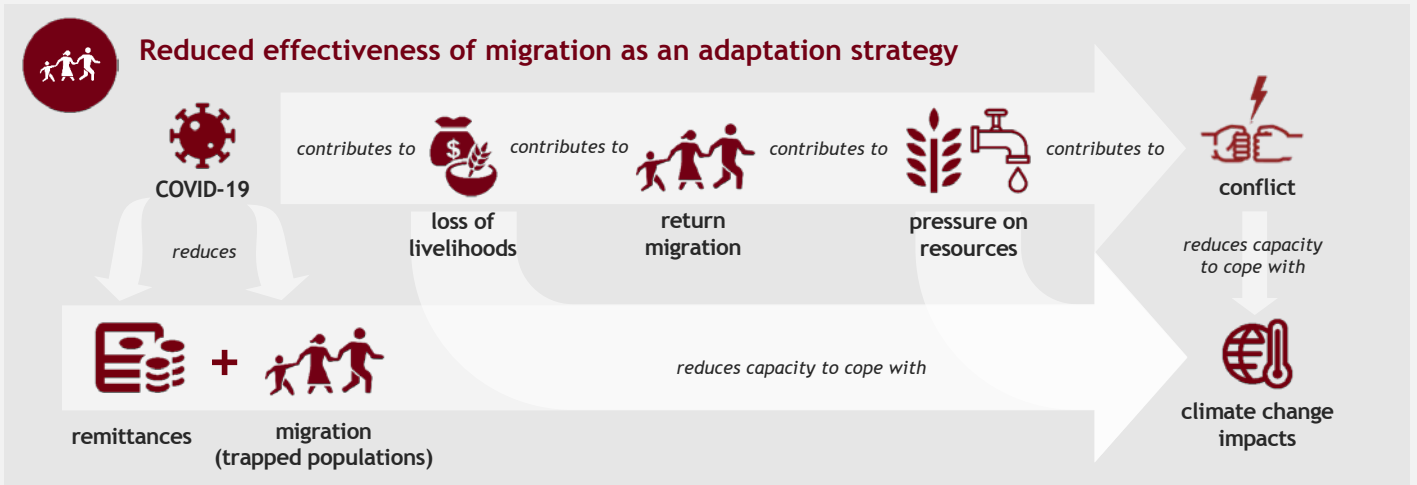 Reduced effectiveness of migration as an adaptation strategy
COVID-19
contributes to
$
loss of
livelihoods
contributes to
return
migration
contributes to
pressure on
resources
contributes to
conflict
reduces
reduces capacity
to cope with
remittances
+
migration
(trapped populations)
reduces capacity to cope with
climate change
impacts